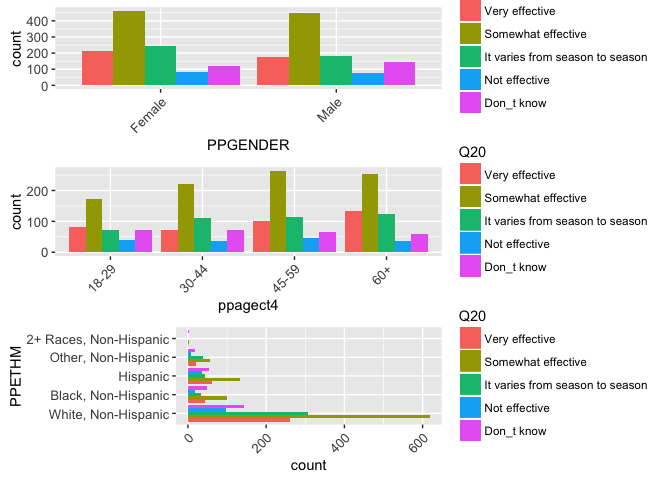 count
400
300
200
100
0
Female
Male
PPGENDER
Very effective
Somewhat effective
It varies from season to season
Not effective
Don_t know
count
200
100
0
18-29
30-44
45-59
60+
ppagect4
Q20
Very effective
Somewhat effective
It varies from season to season
Not effective
Don_t know
PPETHM
2+ Races, Non-Hispanic
Other, Non-Hispanic
Hispanic
Black, Non-Hispanic
White, Non-Hispanic
0
200
400
600
count
Q20
Very effective
Somewhat effective
It varies from season to season
Not effective
Don_t know